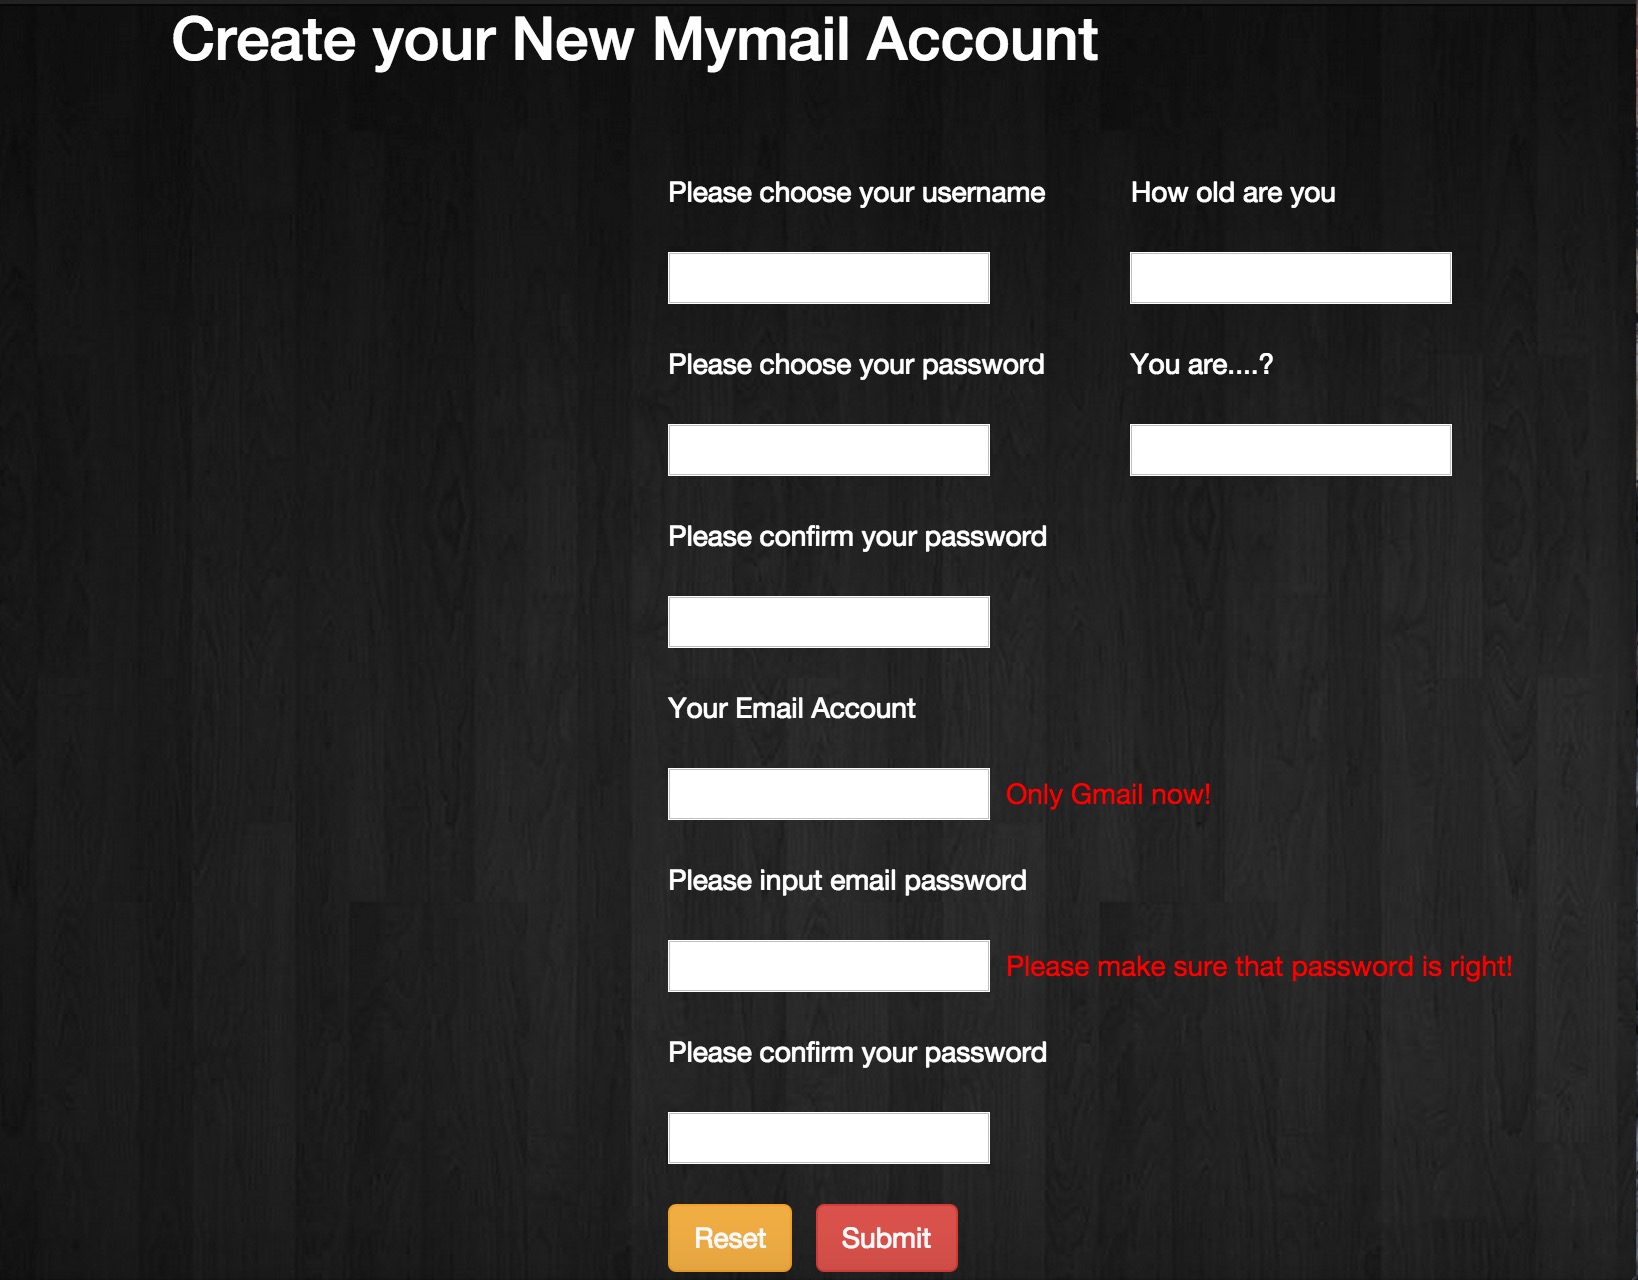 Create your New Mymail Account
Please choose your username
How old are you
Please choose your password
You are....?
Please confirm your password
Your Email Account
Only Gmail now!
Please input email password
Please make sure that password is right!
Please confirm your password
Reset
Submit